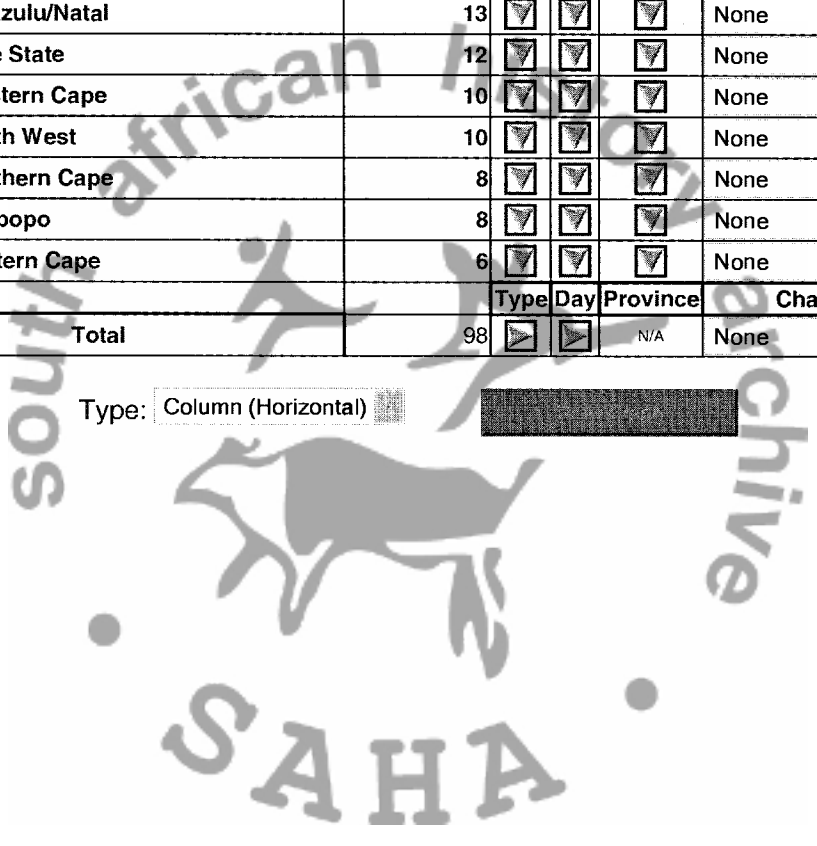 zulu/Natal 13 None
e State 12 None
stern Cape 10 None
th West 10 None
thern Cape 8 None
popo 8 None
tern Cape 6 None
Type Day Province Cha
Total 98 N/A None
Type: Column (Horizontal)
south african history archive
SAHA